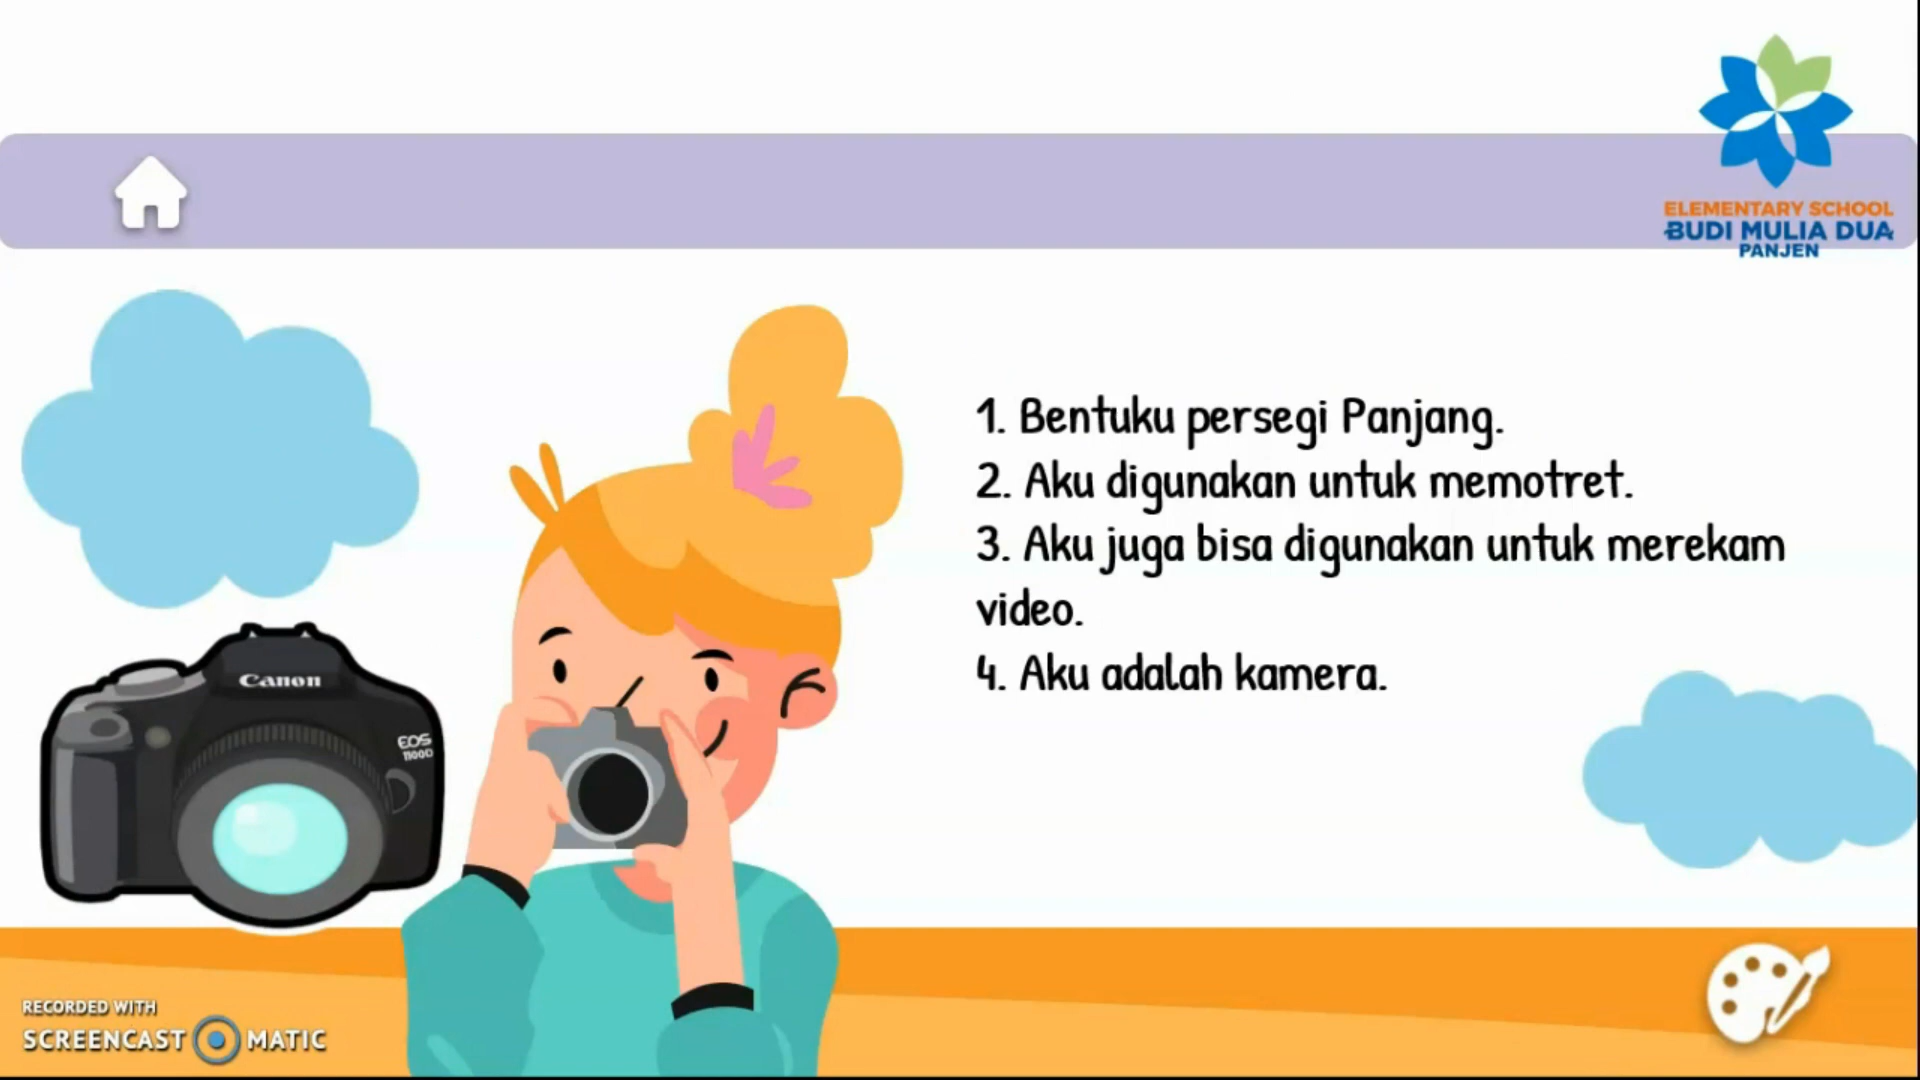 ELEMENTARY SCHOOL
BUDI MULIA DUA
PANJEN
1. Bentuku persegi Panjang.
2. Aku digunakan untuk memotret.
3. Aku juga bisa digunakan untuk merekam
video.
4. Aku adalah kamera.
Canon
EOS
1100D
RECORDED WITH
SCREENCAST MATIC